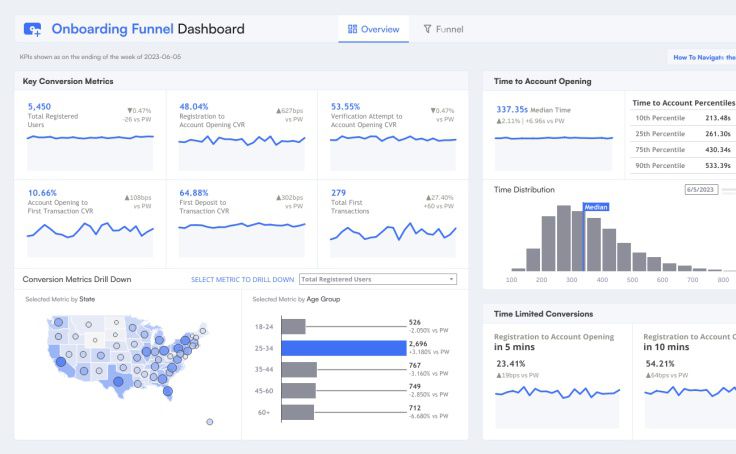 Onboarding Funnel Dashboard
Overview
Funnel
KPIs shown as on the ending of the week of 2023-06-05
How To Navigate the
Key Conversion Metrics
5,450
Total Registered
Users
▼0.47%
-26 vs PW
48.04%
Registration to
Account Opening CVR
▲627bps
vs PW
53.55%
Verification Attempt to
Account Opening CVR
▼0.47%
vs PW
10.66%
Account Opening to
First Transaction CVR
▲108bps
vs PW
64.88%
First Deposit to
Transaction CVR
▲302bps
vs PW
279
Total First
Transactions
▲27.40%
+60 vs PW
Conversion Metrics Drill Down
SELECT METRIC TO DRILL DOWN
Total Registered Users
Selected Metric by State
Selected Metric by Age Group
18-24
526
-2.050% vs PW
25-34
2,696
+3.180% vs PW
35-44
767
-3.160% vs PW
45-60
749
-2.850% vs PW
60+
712
-6.680% vs PW
Time to Account Opening
337.35s Median Time
▲2.11% | +6.96s vs PW
Time to Account Percentiles
10th Percentile 213.48s
25th Percentile 261.30s
75th Percentile 430.34s
90th Percentile 533.39s
Time Distribution
6/5/2023
Median
100 200 300 400 500 600 700 800
Time Limited Conversions
Registration to Account Opening
in 5 mins
23.41%
▲19bps vs PW
Registration to Account O
in 10 mins
54.21%
▲64bps vs PW